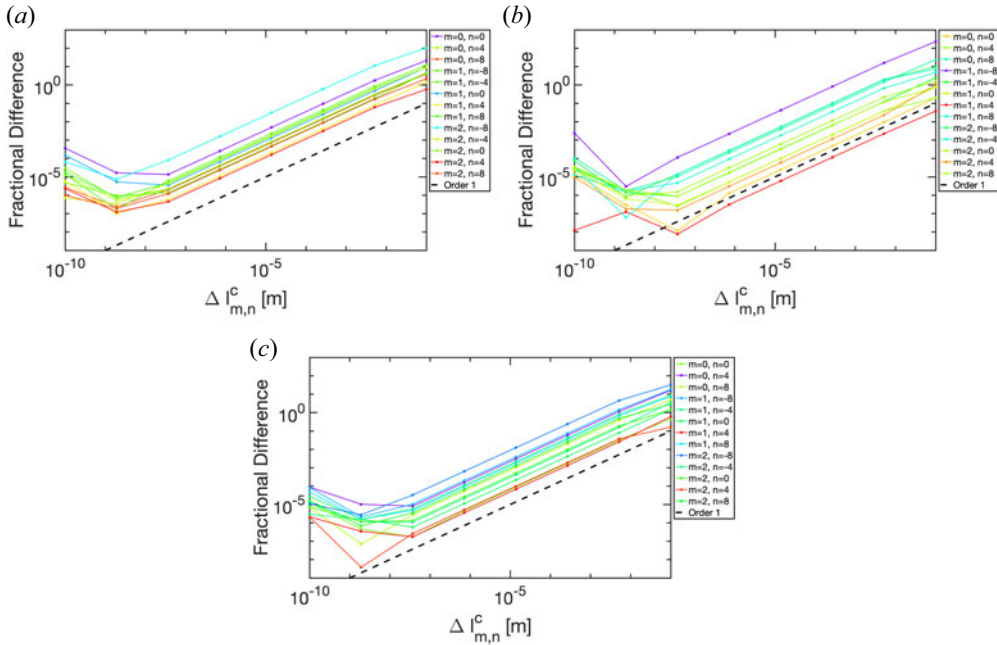 (a)
Fractional Difference
10^0
10^-5
10^-10
10^-5
Δ l^c_{m,n} [m]
m=0, n=0
m=0, n=4
m=0, n=8
m=1, n=-8
m=1, n=-4
m=1, n=0
m=1, n=4
m=1, n=8
m=2, n=-8
m=2, n=-4
m=2, n=0
m=2, n=4
m=2, n=8
Order 1
(b)
Fractional Difference
10^0
10^-5
10^-10
10^-5
Δ l^c_{m,n} [m]
m=0, n=0
m=0, n=4
m=0, n=8
m=1, n=-8
m=1, n=-4
m=1, n=0
m=1, n=4
m=1, n=8
m=2, n=-8
m=2, n=-4
m=2, n=0
m=2, n=4
m=2, n=8
Order 1
(c)
Fractional Difference
10^0
10^-5
10^-10
10^-5
Δ l^c_{m,n} [m]
m=0, n=0
m=0, n=4
m=0, n=8
m=1, n=-8
m=1, n=-4
m=1, n=0
m=1, n=4
m=1, n=8
m=2, n=-8
m=2, n=-4
m=2, n=0
m=2, n=4
m=2, n=8
Order 1